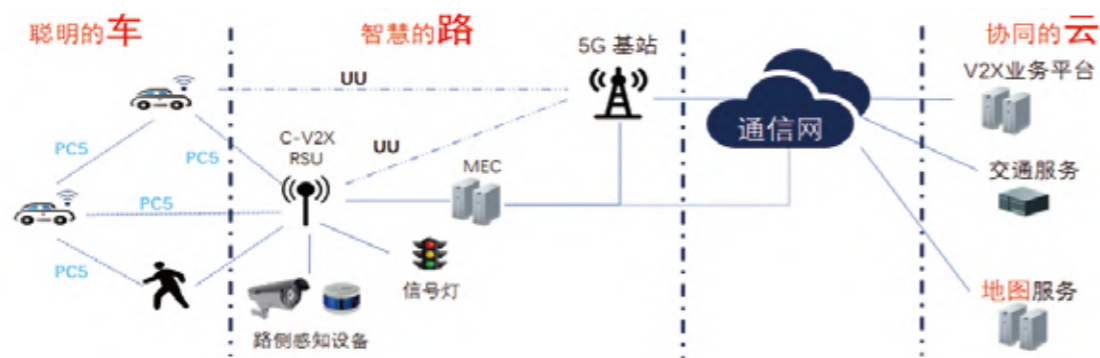 聪明的车
智慧的路
5G 基站
协同的云
V2X业务平台
UU
C-V2X
RSU
UU
PC5
PC5
MEC
通信网
交通服务
PC5
PC5
信号灯
地图服务
路侧感知设备